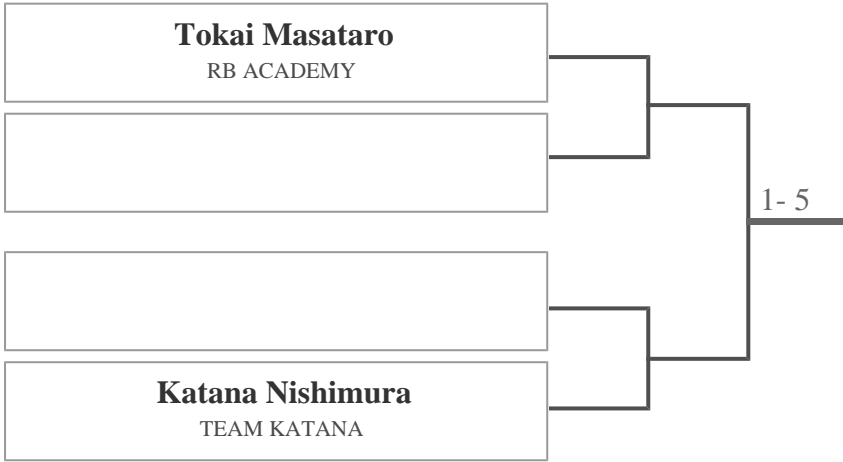 Tokai Masataro
RB ACADEMY
1- 5
Katana Nishimura
TEAM KATANA